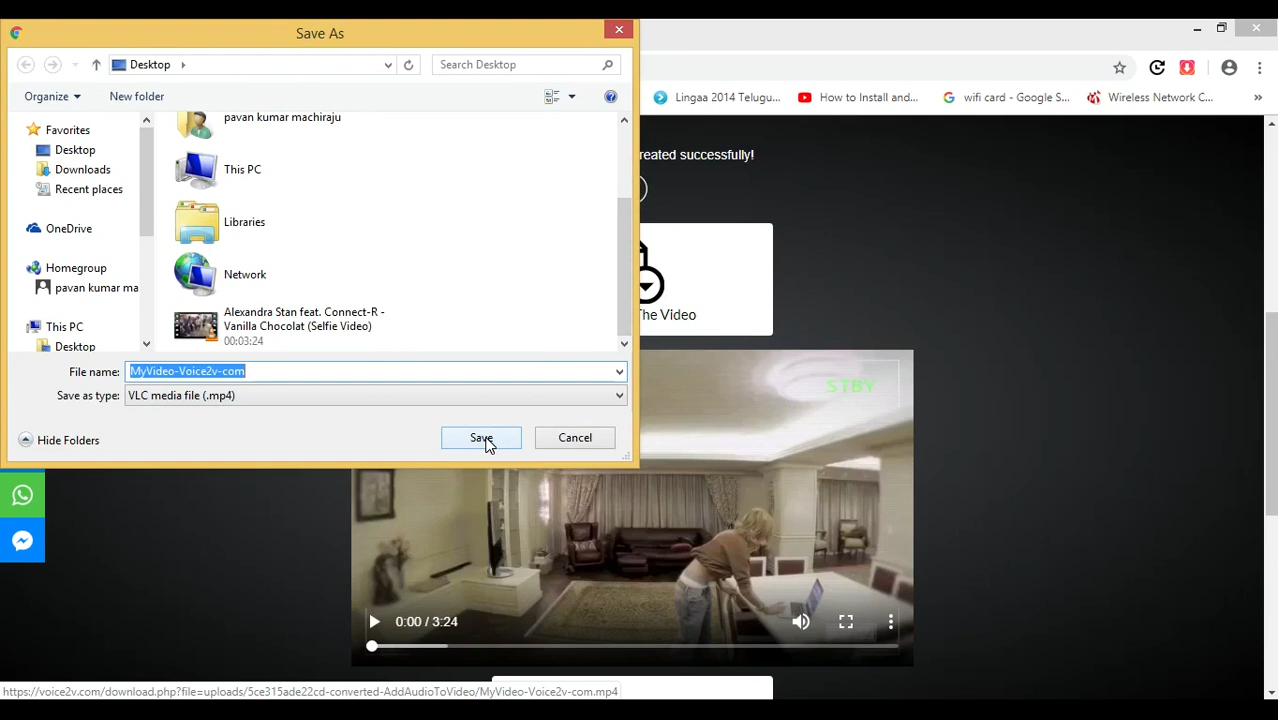 Save As
Desktop
Search Desktop
Organize
New folder
Favorites
Desktop
Downloads
Recent places
OneDrive
Homegroup
pavan kumar ma
This PC
Desktop
pavan kumar machiraju
This PC
Libraries
Network
Alexandra Stan feat. Connect-R -
Vanilla Chocolat (Selfie Video)
00:03:24
File name: MyVideo-Voice2v-com
Save as type: VLC media file (.mp4)
Hide Folders
Save
Cancel
Lingaa 2014 Telugu...
How to Install and...
wifi card - Google S...
Wireless Network C...
»
reated successfully!
The Video
STBY
0:00 / 3:24
https://voice2v.com/download.php?file=uploads/5ce315ade22cd-converted-AddAudioToVideo/MyVideo-Voice2v-com.mp4